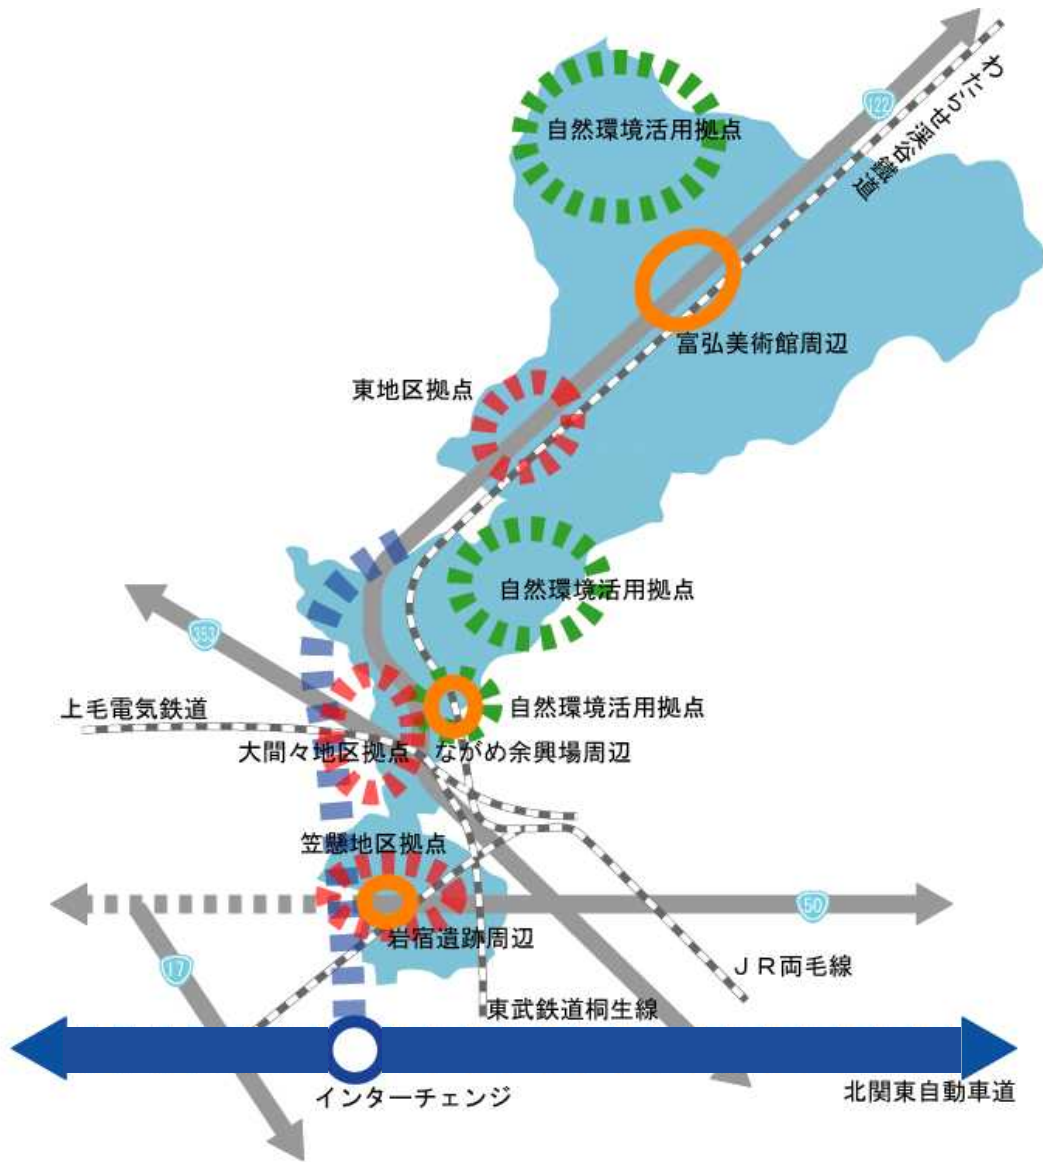 わたらせ渓谷鐵道
122
自然環境活用拠点
富弘美術館周辺
東地区拠点
自然環境活用拠点
353
上毛電気鉄道
自然環境活用拠点
大間々地区拠点
ながめ余興場周辺
笠懸地区拠点
50
岩宿遺跡周辺
17
ＪＲ両毛線
東武鉄道桐生線
インターチェンジ
北関東自動車道